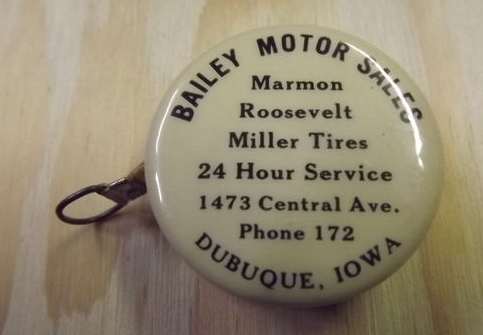 BAILEY MOTOR SALES
Marmon
Roosevelt
Miller Tires
24 Hour Service
1473 Central Ave.
Phone 172
DUBUQUE, IOWA